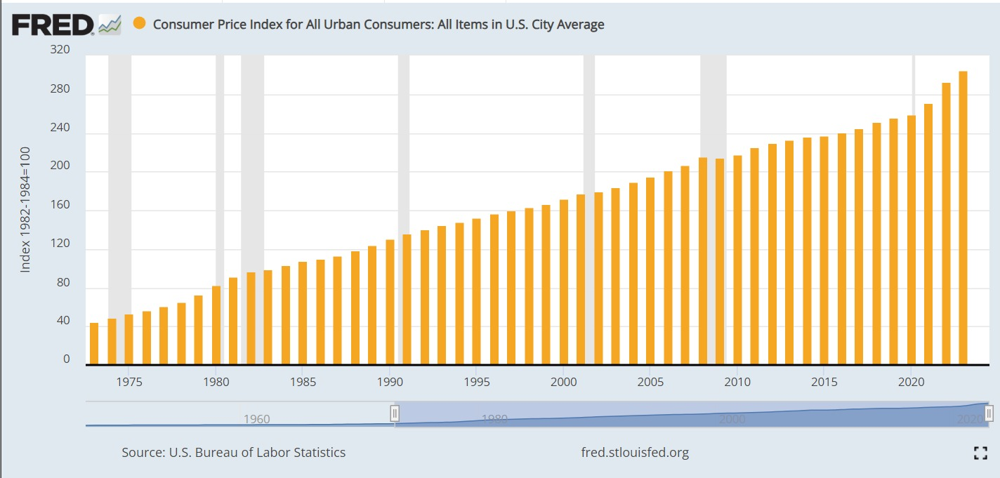 FRED
Consumer Price Index for All Urban Consumers: All Items in U.S. City Average
320
280
240
200
160
120
80
40
0
Index 1982-1984=100
1975 1980 1985 1990 1995 2000 2005 2010 2015 2020
1960 1980 2000 2020
Source: U.S. Bureau of Labor Statistics fred.stlouisfed.org